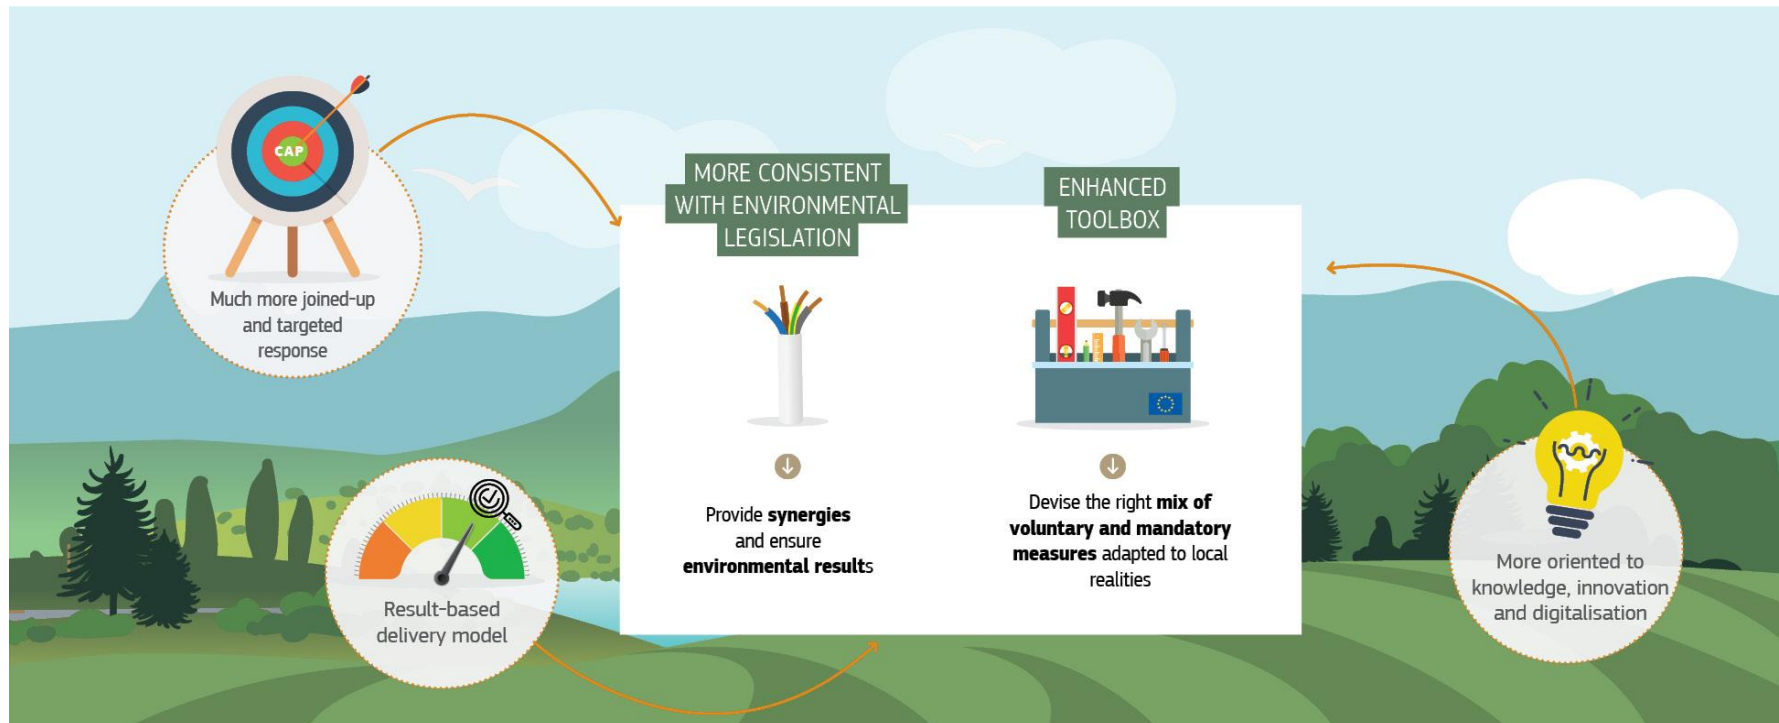 CAP
Much more joined-up
and targeted
response
MORE CONSISTENT
WITH ENVIRONMENTAL
LEGISLATION
Provide synergies
and ensure
environmental results
ENHANCED
TOOLBOX
Devise the right mix of
voluntary and mandatory
measures adapted to local
realities
Result-based
delivery model
More oriented to
knowledge, innovation
and digitalisation